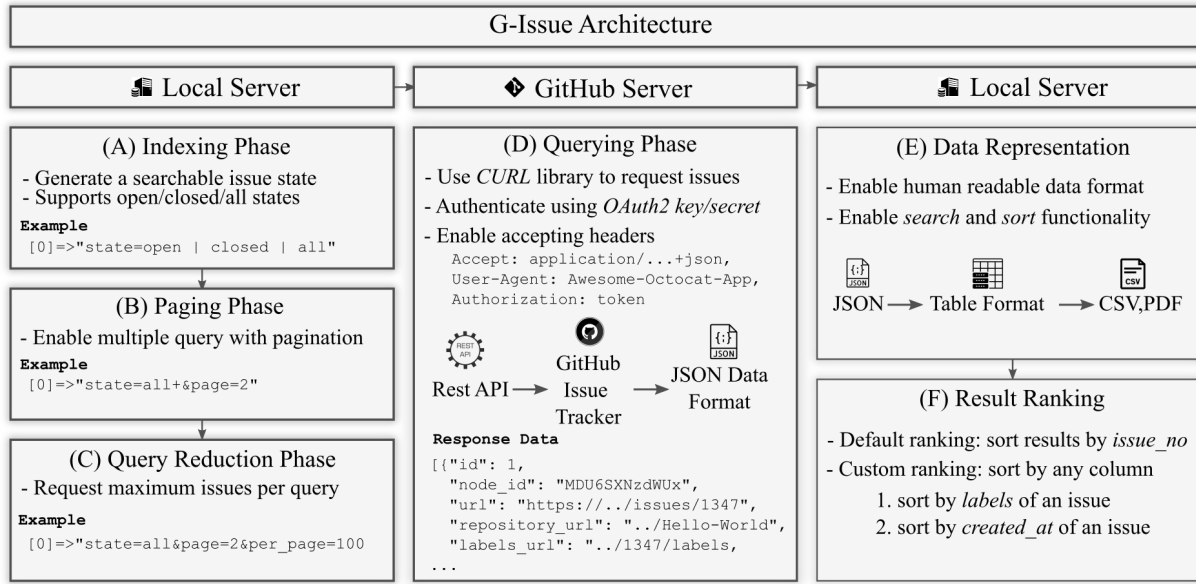 G-Issue Architecture
Local Server
GitHub Server
Local Server
(A) Indexing Phase
- Generate a searchable issue state
- Supports open/closed/all states
Example
[0]=>"state=open | closed | all"
(B) Paging Phase
- Enable multiple query with pagination
Example
[0]=>"state=all+&page=2"
(C) Query Reduction Phase
- Request maximum issues per query
Example
[0]=>"state=all&page=2&per_page=100
(D) Querying Phase
- Use CURL library to request issues
- Authenticate using OAuth2 key/secret
- Enable accepting headers
Accept: application/...+json,
User-Agent: Awesome-Octocat-App,
Authorization: token
REST
API
{:}
JSON
Rest API
GitHub
Issue
Tracker
JSON Data
Format
Response Data
[{"id": 1,
"node_id": "MDU6SXNzdWUx",
"url": "https://../issues/1347",
"repository_url": "../Hello-World",
"labels_url": "../1347/labels,
...
(E) Data Representation
- Enable human readable data format
- Enable search and sort functionality
{:}
JSON
CSV
JSON
Table Format
CSV,PDF
(F) Result Ranking
- Default ranking: sort results by issue_no
- Custom ranking: sort by any column
1. sort by labels of an issue
2. sort by created_at of an issue